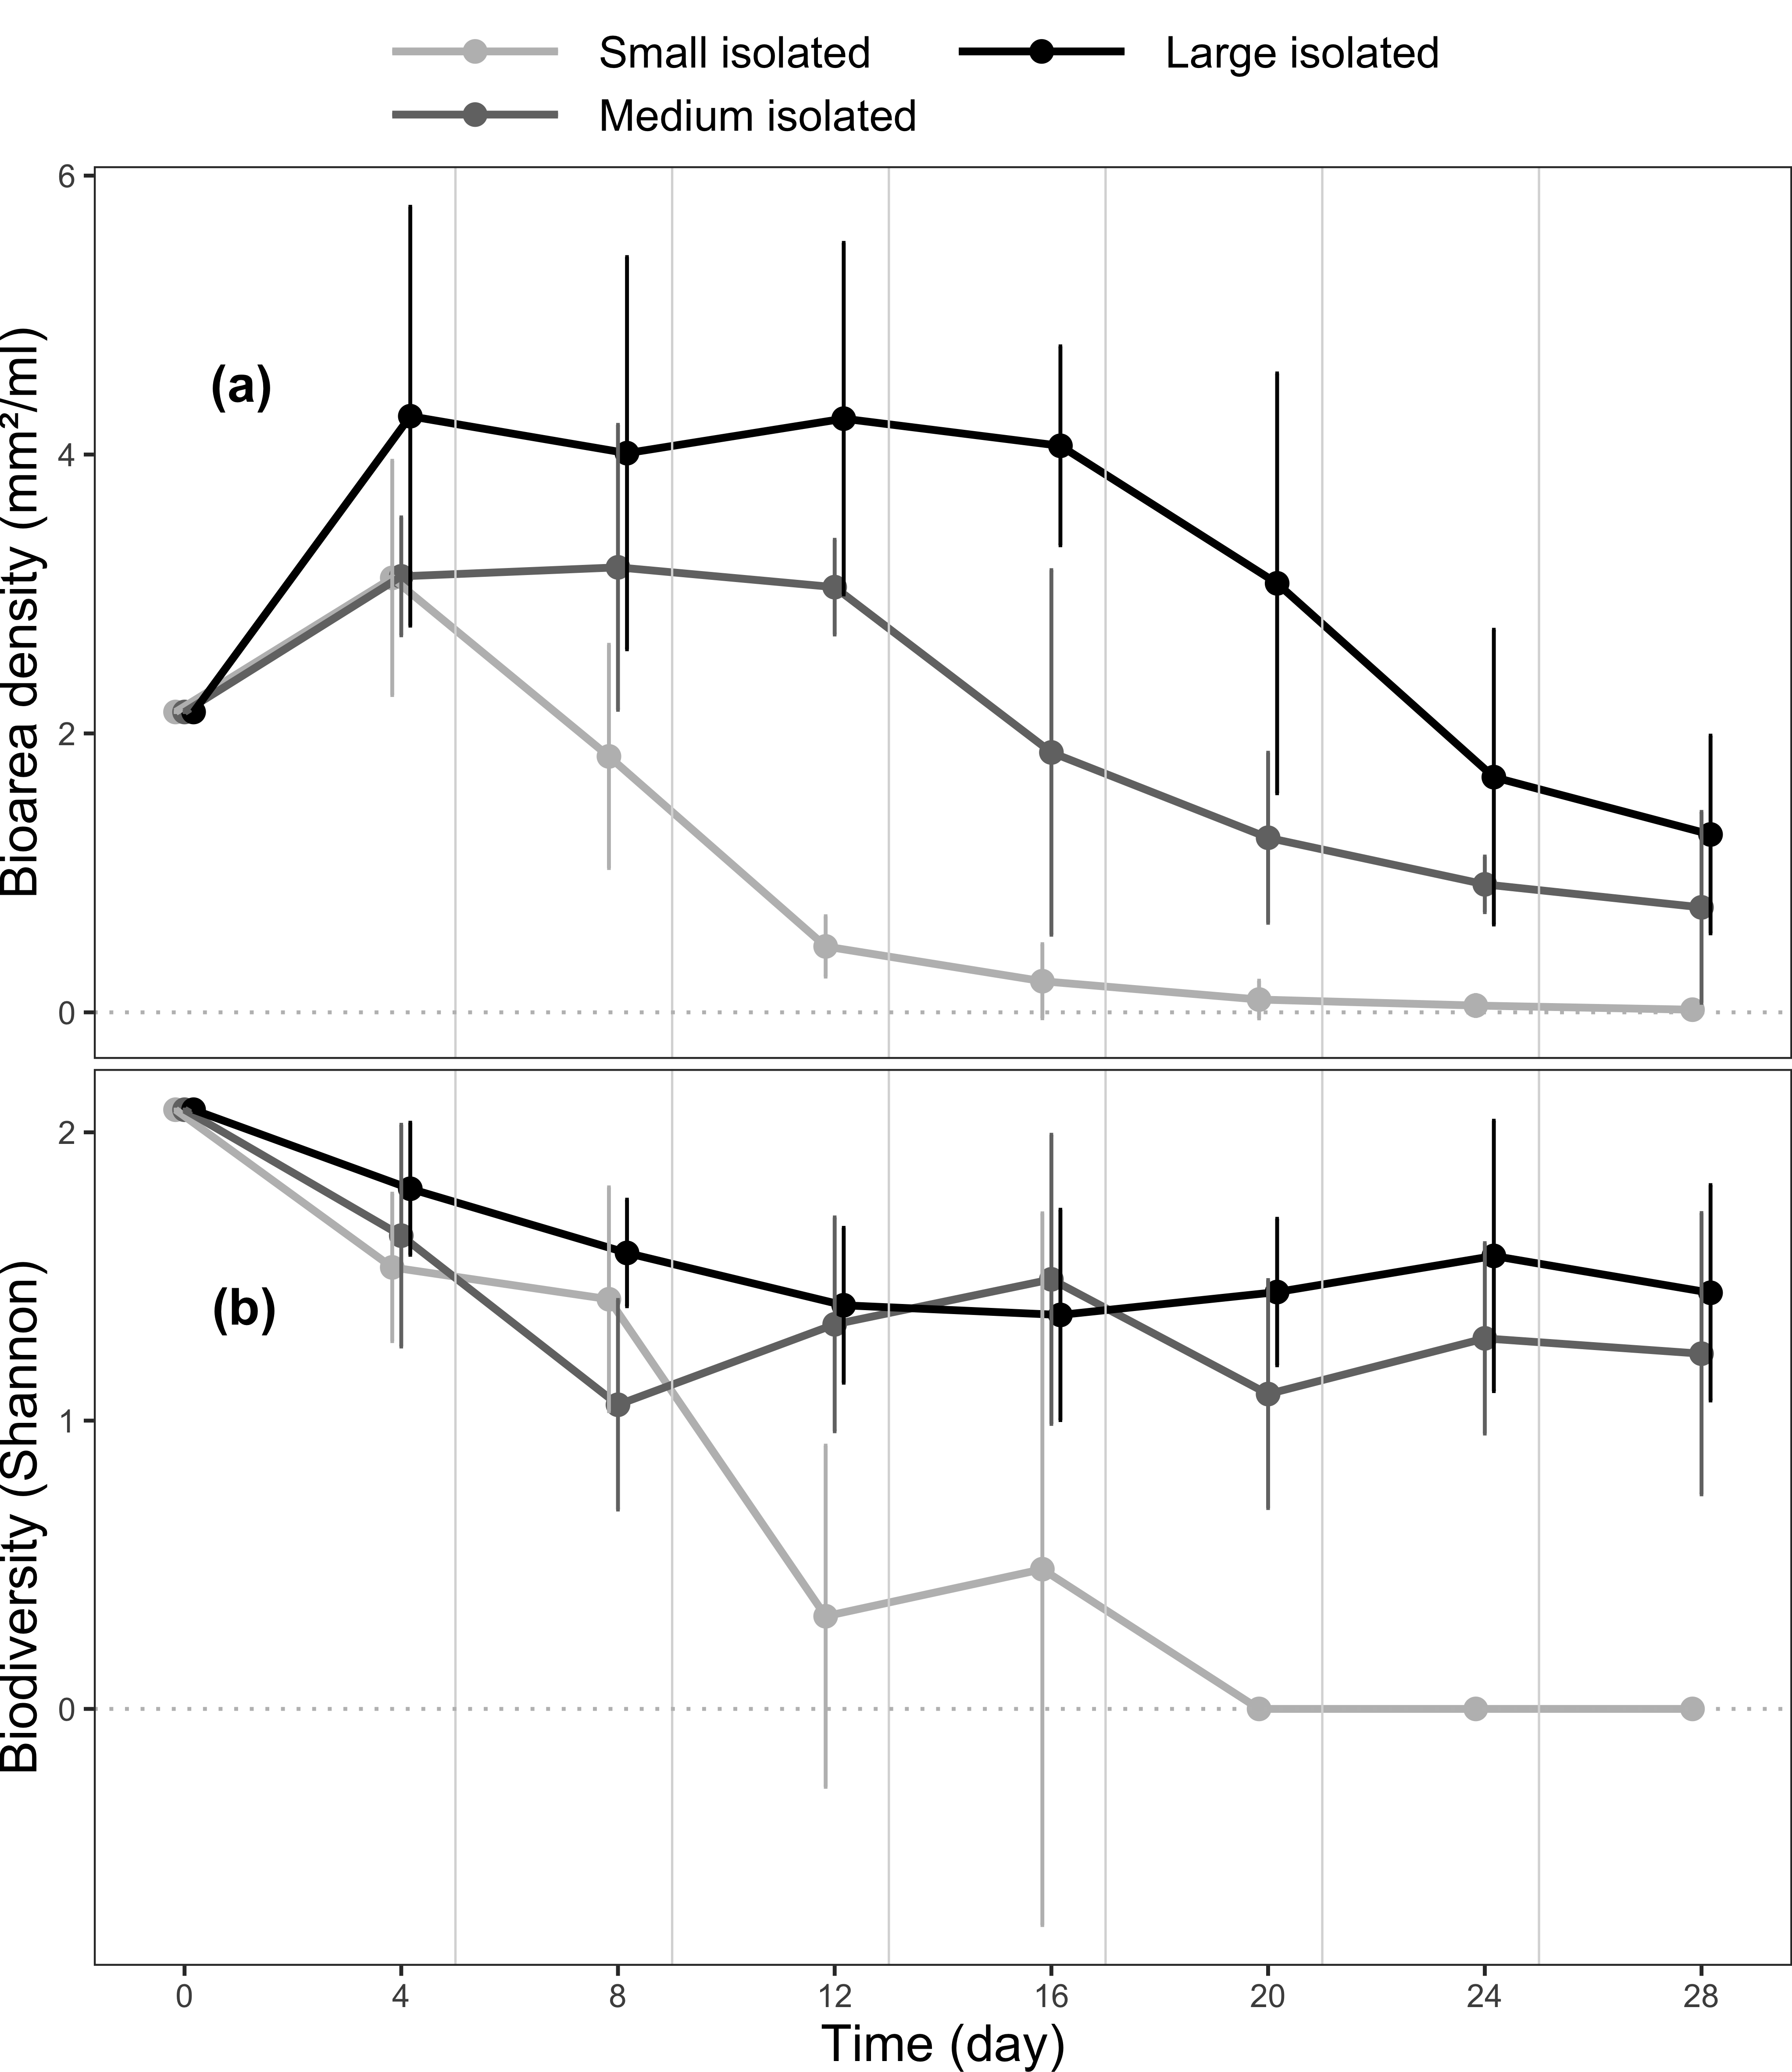 Small isolated
Large isolated
Medium isolated
Bioarea density (mm²/ml)
6
4
2
0
(a)
Biodiversity (Shannon)
2
1
0
(b)
0 4 8 12 16 20 24 28
Time (day)